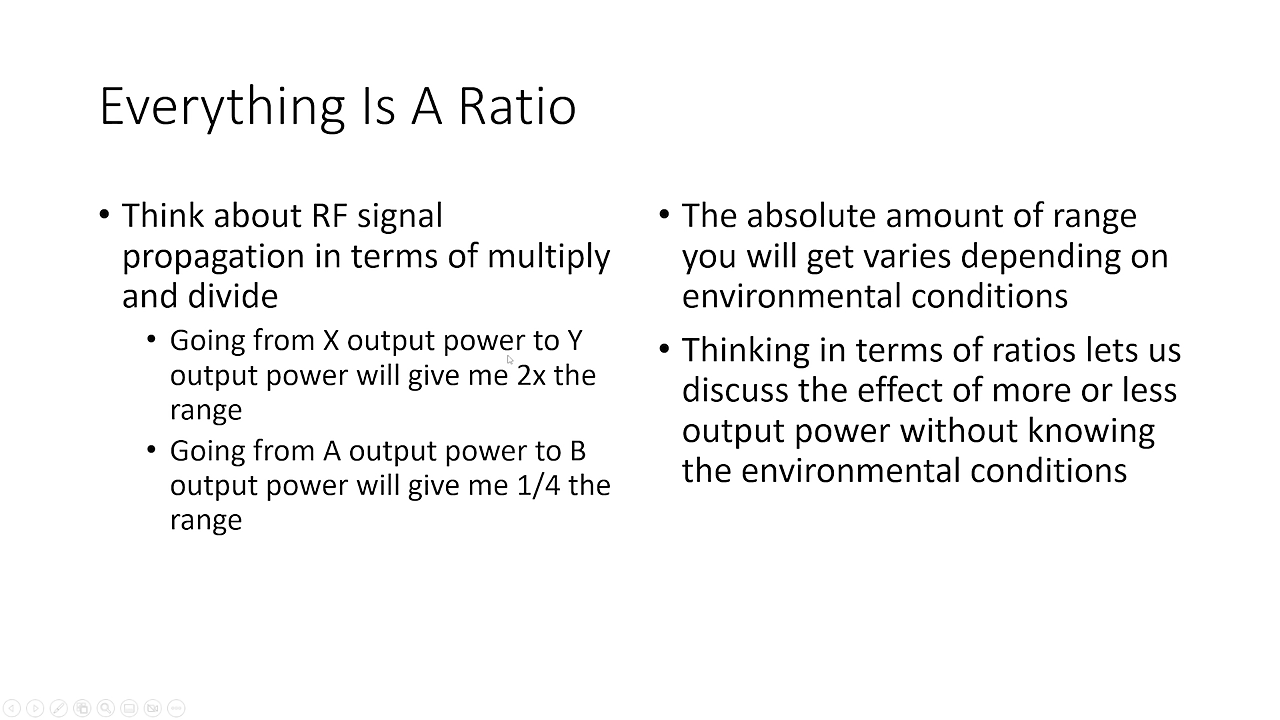 Everything Is A Ratio
• Think about RF signal
propagation in terms of multiply
and divide
• Going from X output power to Y
output power will give me 2x the
range
• Going from A output power to B
output power will give me 1/4 the
range
• The absolute amount of range
you will get varies depending on
environmental conditions
• Thinking in terms of ratios lets us
discuss the effect of more or less
output power without knowing
the environmental conditions